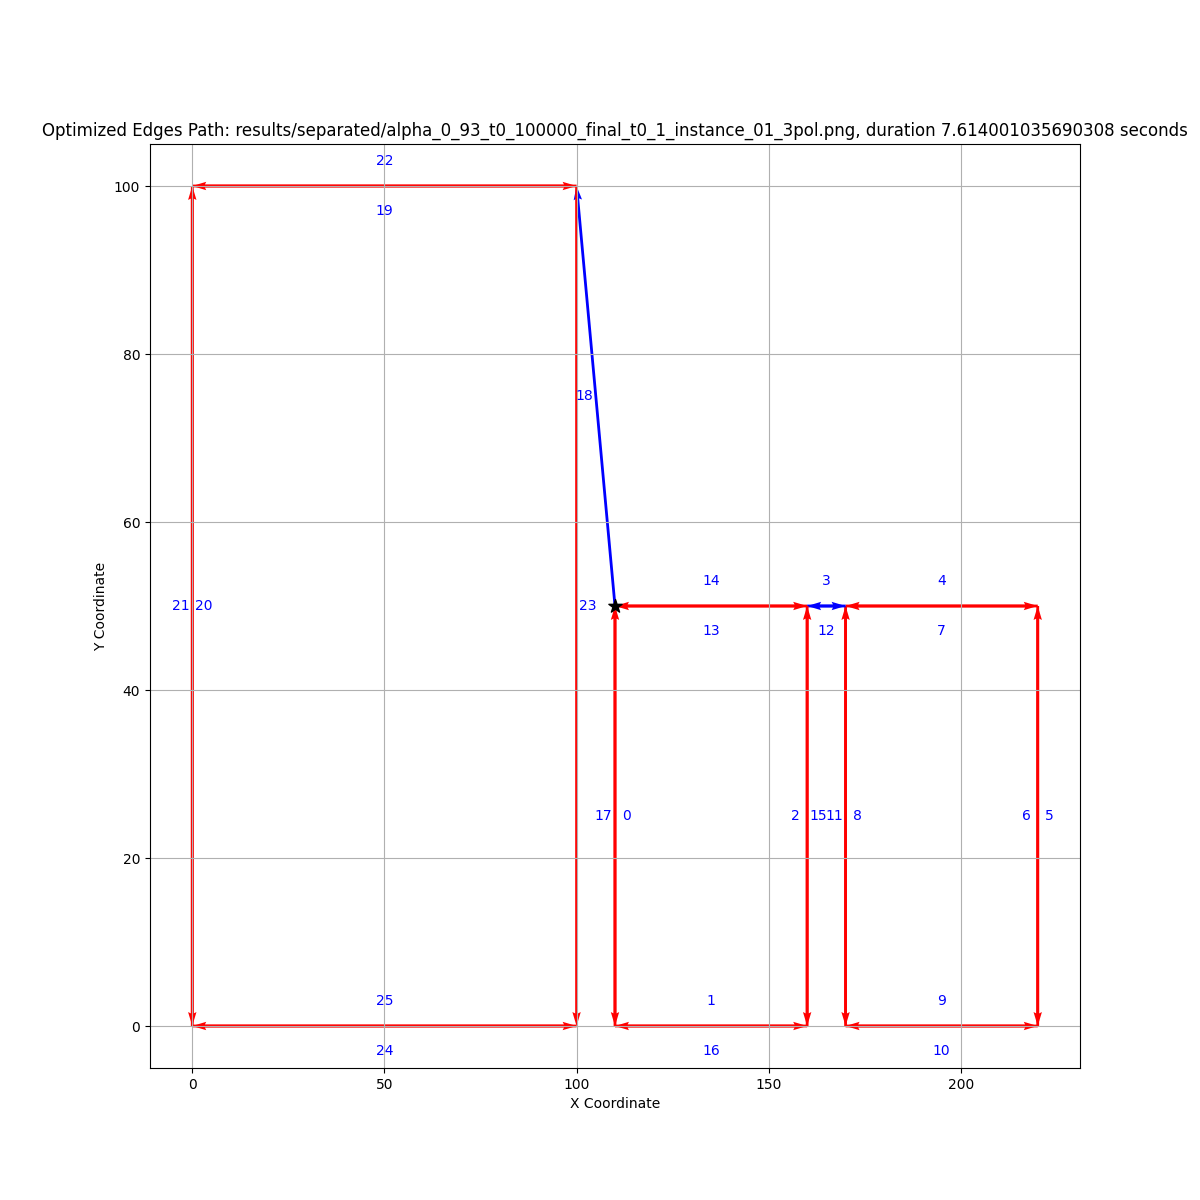 Optimized Edges Path: results/separated/alpha_0_93_t0_100000_final_t0_1_instance_01_3pol.png, duration 7.614001035690308 seconds
22
100
19
80
18
60
14 3 4
21 20 23
13 12 7
Y Coordinate
40
17 0 2 15 11 8 6 5
20
25 1 9
0
24 16 10
0 50 100 150 200
X Coordinate